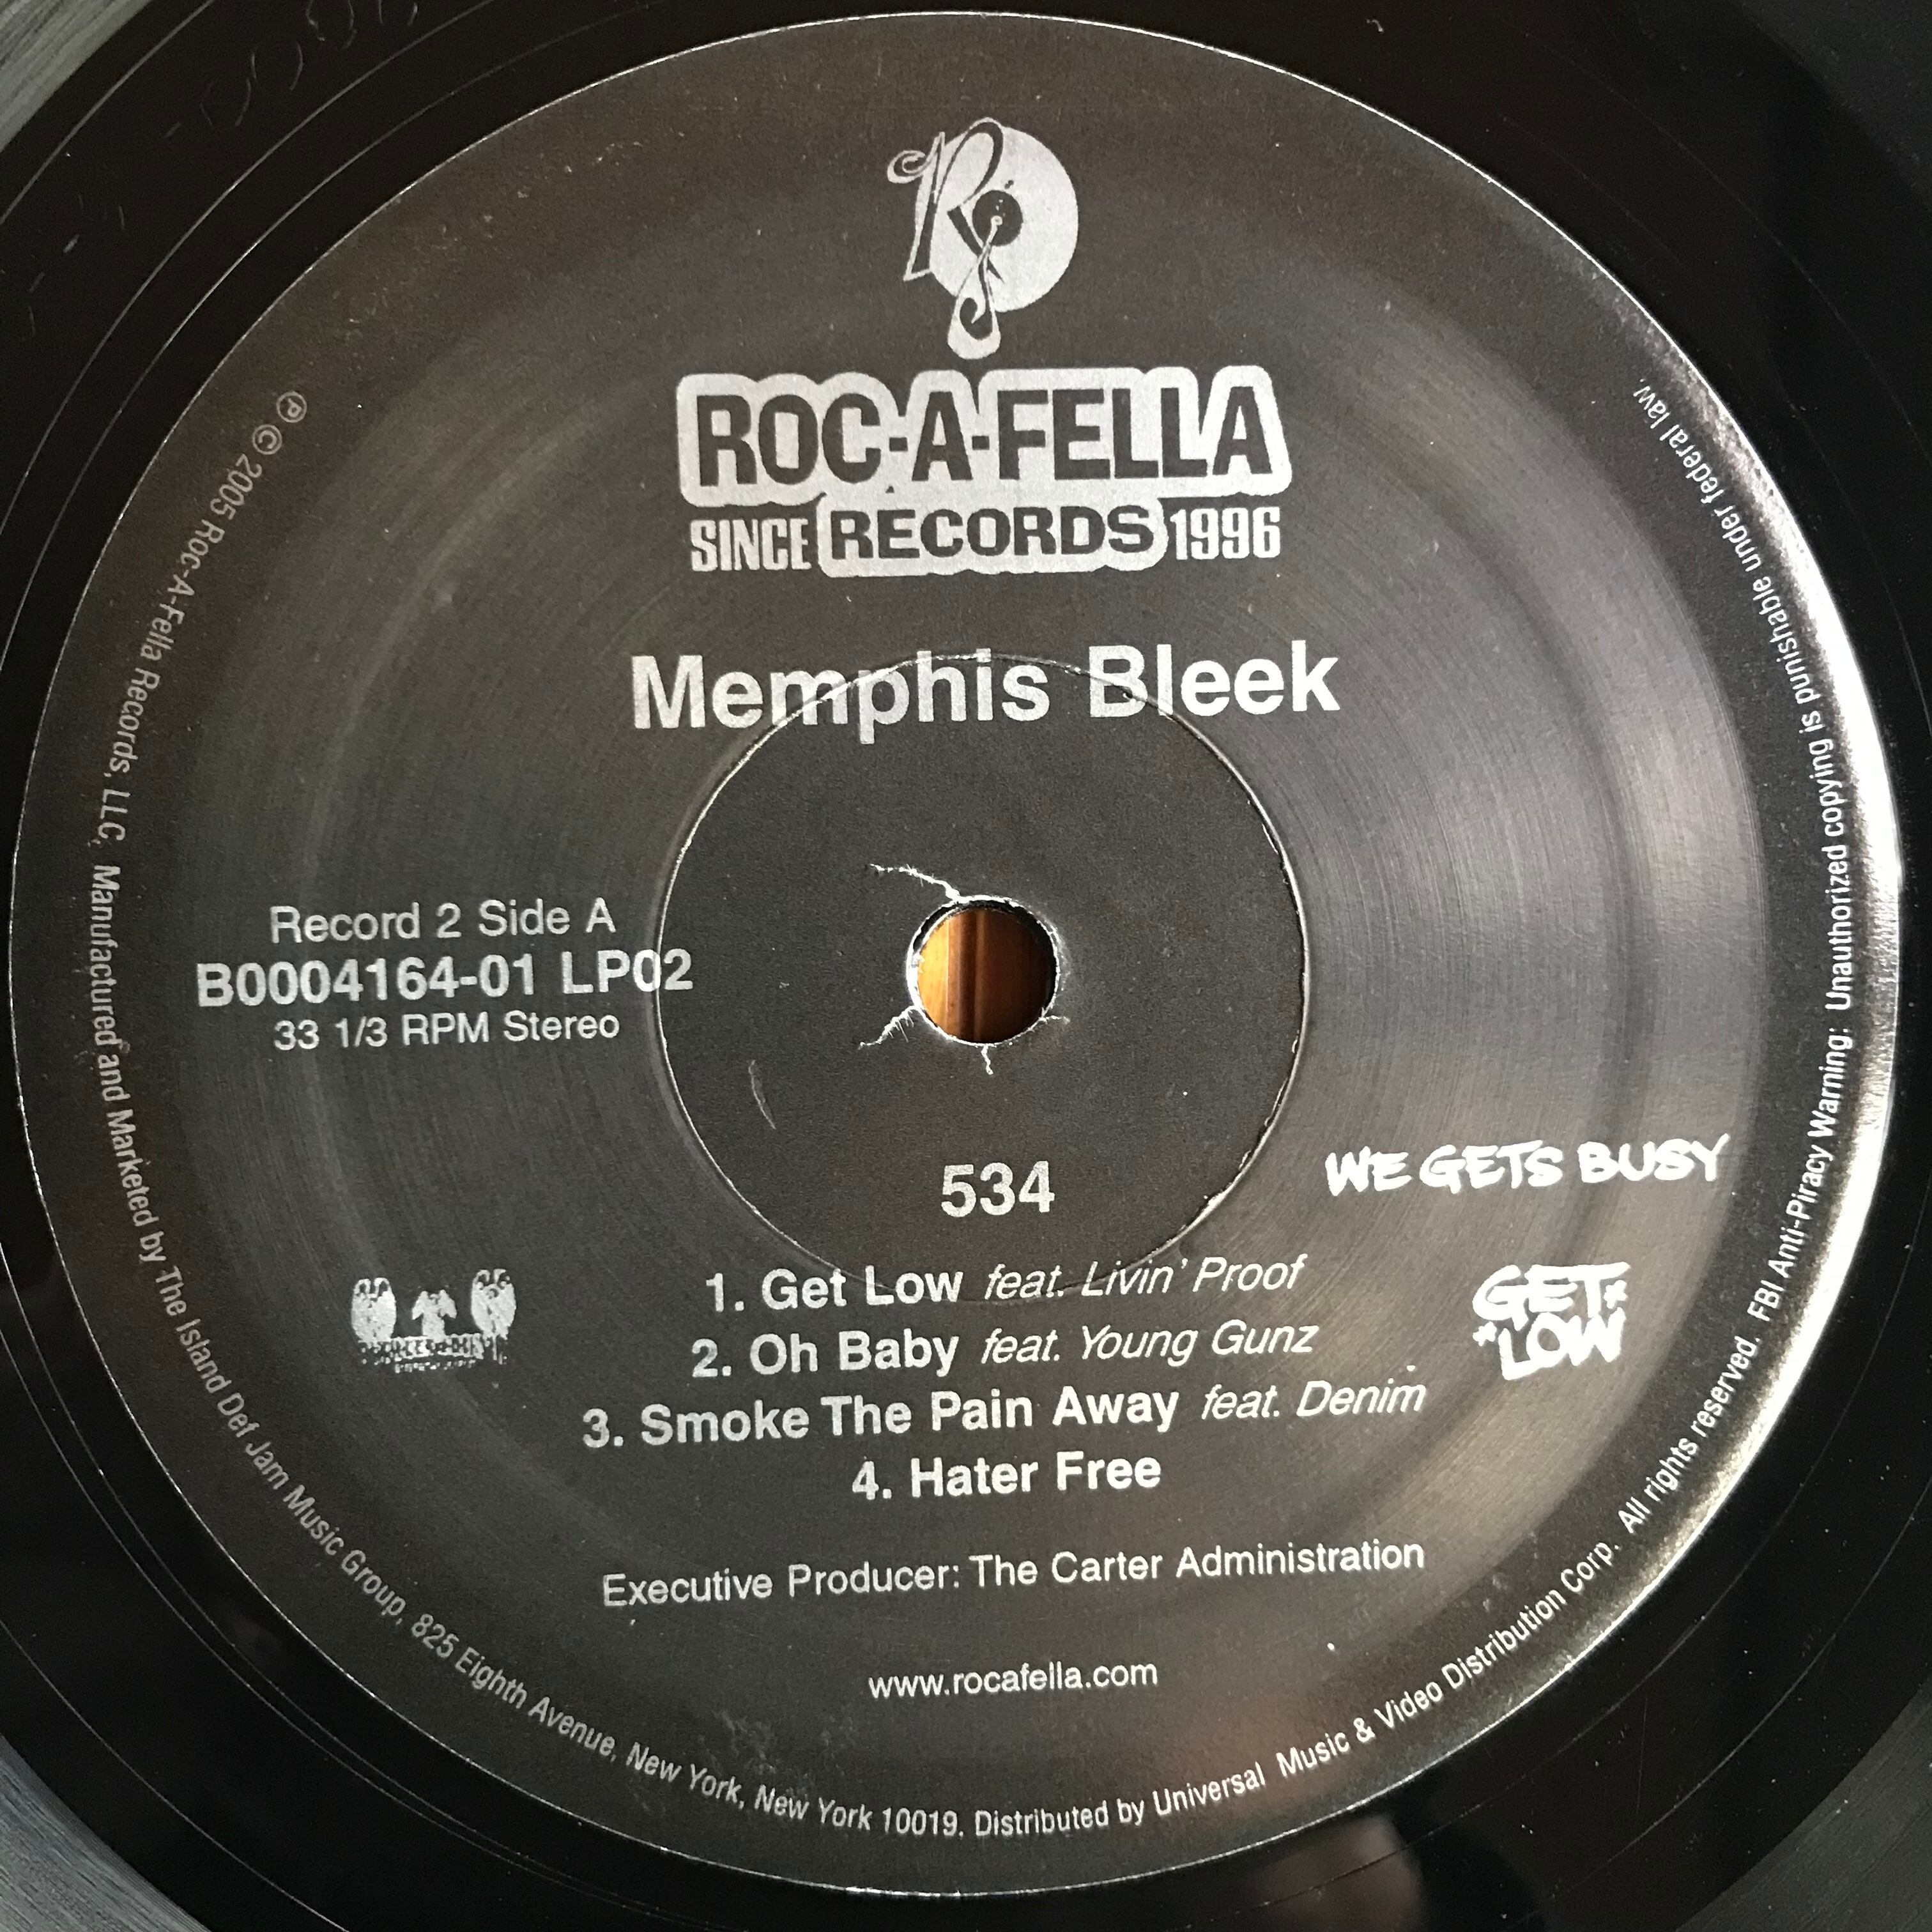 ROC-A-FELLA
SINCE RECORDS 1996
Memphis Bleek
Record 2 Side A
B0004164-01 LP02
33 1/3 RPM Stereo
534
WE GETS BUSY
GET
LOW
1. Get Low feat. Livin' Proof
2. Oh Baby feat. Young Gunz
3. Smoke The Pain Away feat. Denim
4. Hater Free
Executive Producer: The Carter Administration
www.rocafella.com
℗ © 2005 Roc-A-Fella Records, LLC, Manufactured and Marketed by The Island Def Jam Music Group, 825 Eighth Avenue, New York, New York 10019. Distributed by Universal Music & Video Distribution Corp. All rights reserved. FBI Anti-Piracy Warning: Unauthorized copying is punishable under federal law.